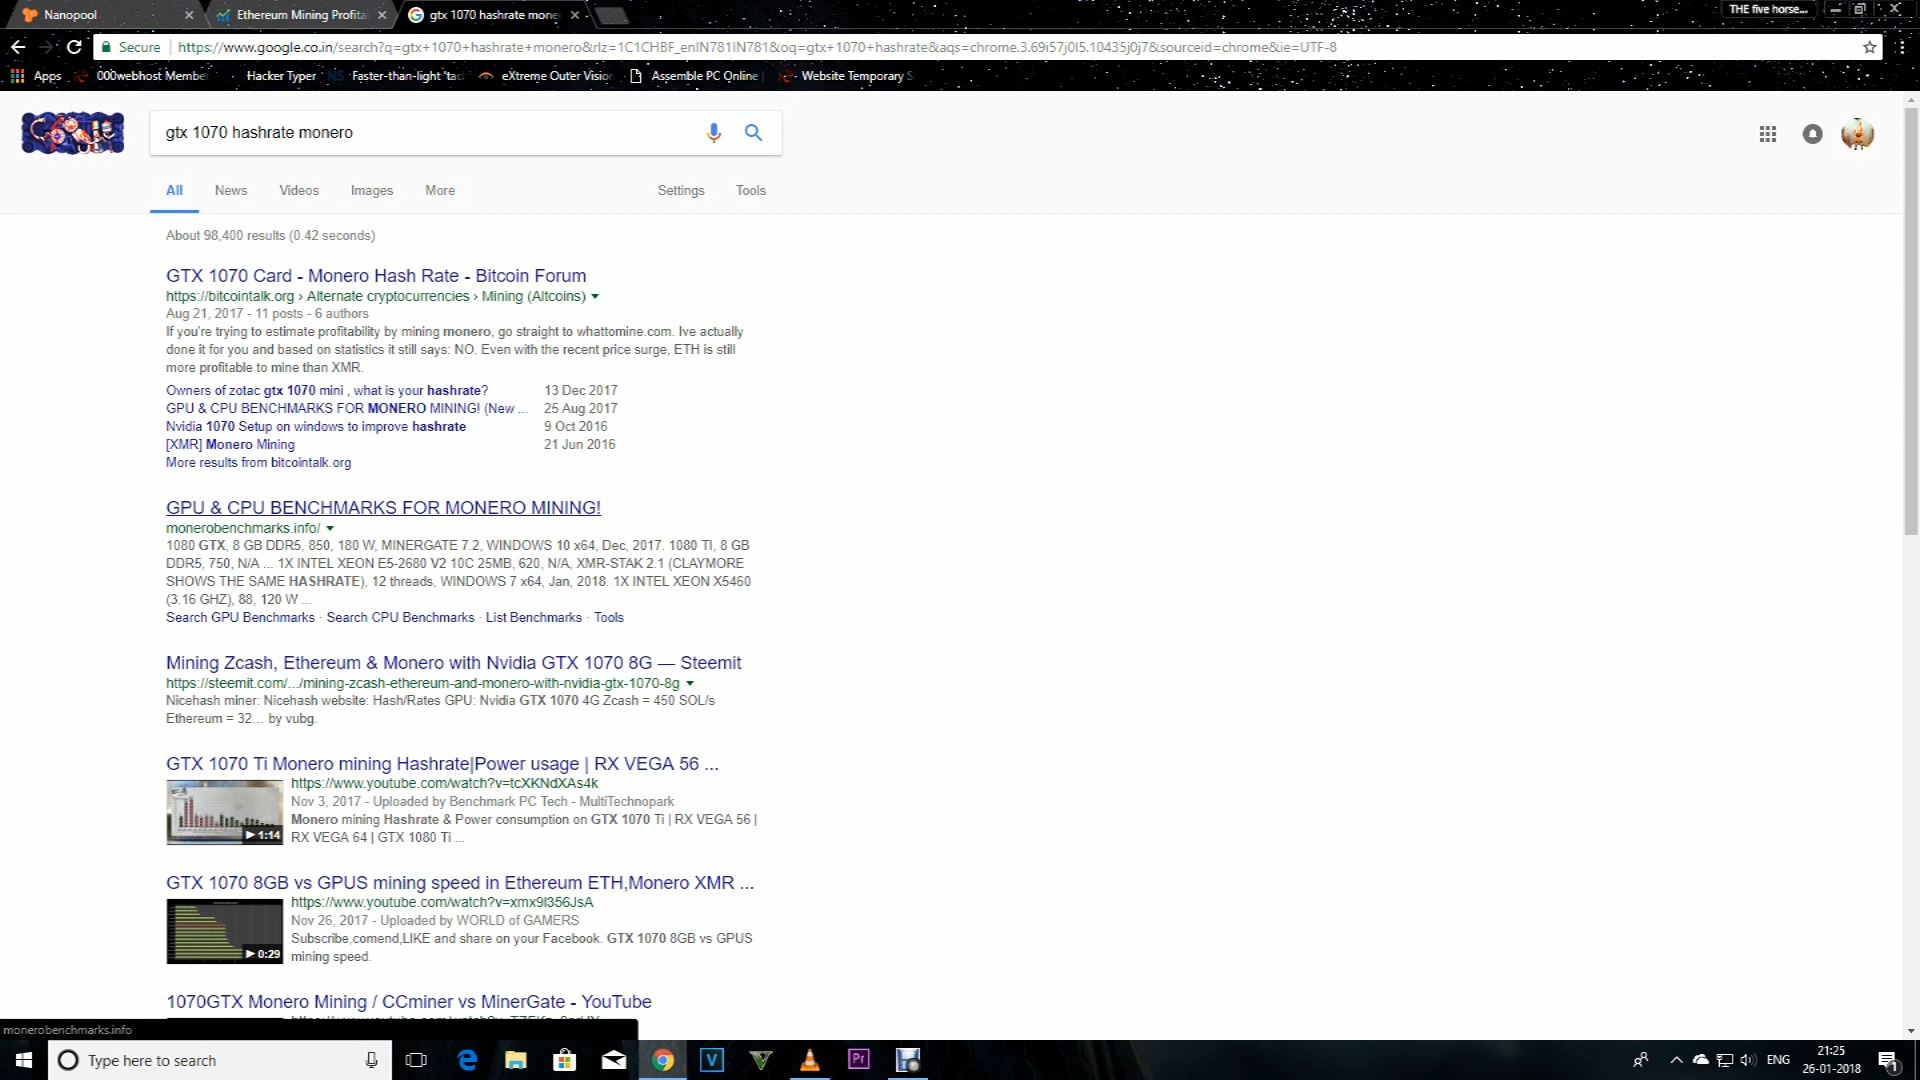 Nanopool
Ethereum Mining Profita
gtx 1070 hashrate moner
THE five horse...
Secure
https://www.google.co.in/search?q=gtx+1070+hashrate+monero&rlz=1C1CHBF_enIN781IN781&oq=gtx+1070+hashrate&aqs=chrome.3.69i57j0l5.10435j0j7&sourceid=chrome&ie=UTF-8
Apps
000webhost Membe
Hacker Typer
Faster-than-light 'tac
eXtreme Outer Vision
Assemble PC Online
Website Temporary S
gtx 1070 hashrate monero
All
News
Videos
Images
More
Settings
Tools
About 98,400 results (0.42 seconds)
GTX 1070 Card - Monero Hash Rate - Bitcoin Forum
https://bitcointalk.org › Alternate cryptocurrencies › Mining (Altcoins)
Aug 21, 2017 - 11 posts - 6 authors
If you're trying to estimate profitability by mining monero, go straight to whattomine.com. Ive actually
done it for you and based on statistics it still says: NO. Even with the recent price surge, ETH is still
more profitable to mine than XMR.
Owners of zotac gtx 1070 mini , what is your hashrate? 13 Dec 2017
GPU & CPU BENCHMARKS FOR MONERO MINING! (New ... 25 Aug 2017
Nvidia 1070 Setup on windows to improve hashrate 9 Oct 2016
[XMR] Monero Mining 21 Jun 2016
More results from bitcointalk.org
GPU & CPU BENCHMARKS FOR MONERO MINING!
monerobenchmarks.info/
1080 GTX, 8 GB DDR5, 850, 180 W, MINERGATE 7.2, WINDOWS 10 x64, Dec, 2017. 1080 TI, 8 GB
DDR5, 750, N/A ... 1X INTEL XEON E5-2680 V2 10C 25MB, 620, N/A, XMR-STAK 2.1 (CLAYMORE
SHOWS THE SAME HASHRATE), 12 threads, WINDOWS 7 x64, Jan, 2018. 1X INTEL XEON X5460
(3.16 GHZ), 88, 120 W ...
Search GPU Benchmarks · Search CPU Benchmarks · List Benchmarks · Tools
Mining Zcash, Ethereum & Monero with Nvidia GTX 1070 8G — Steemit
https://steemit.com/.../mining-zcash-ethereum-and-monero-with-nvidia-gtx-1070-8g
Nicehash miner: Nicehash website: Hash/Rates GPU: Nvidia GTX 1070 4G Zcash = 450 SOL/s
Ethereum = 32... by vubg.
GTX 1070 Ti Monero mining Hashrate|Power usage | RX VEGA 56 ...
https://www.youtube.com/watch?v=tcXKNdXAs4k
Nov 3, 2017 - Uploaded by Benchmark PC Tech - MultiTechnopark
Monero mining Hashrate & Power consumption on GTX 1070 Ti | RX VEGA 56 |
RX VEGA 64 | GTX 1080 Ti ...
1:14
GTX 1070 8GB vs GPUS mining speed in Ethereum ETH,Monero XMR ...
https://www.youtube.com/watch?v=xmx9l356JsA
Nov 26, 2017 - Uploaded by WORLD of GAMERS
Subscribe,comend,LIKE and share on your Facebook. GTX 1070 8GB vs GPUS
mining speed.
0:29
1070GTX Monero Mining / CCminer vs MinerGate - YouTube
monerobenchmarks.info
Type here to search
ENG
21:25
26-01-2018